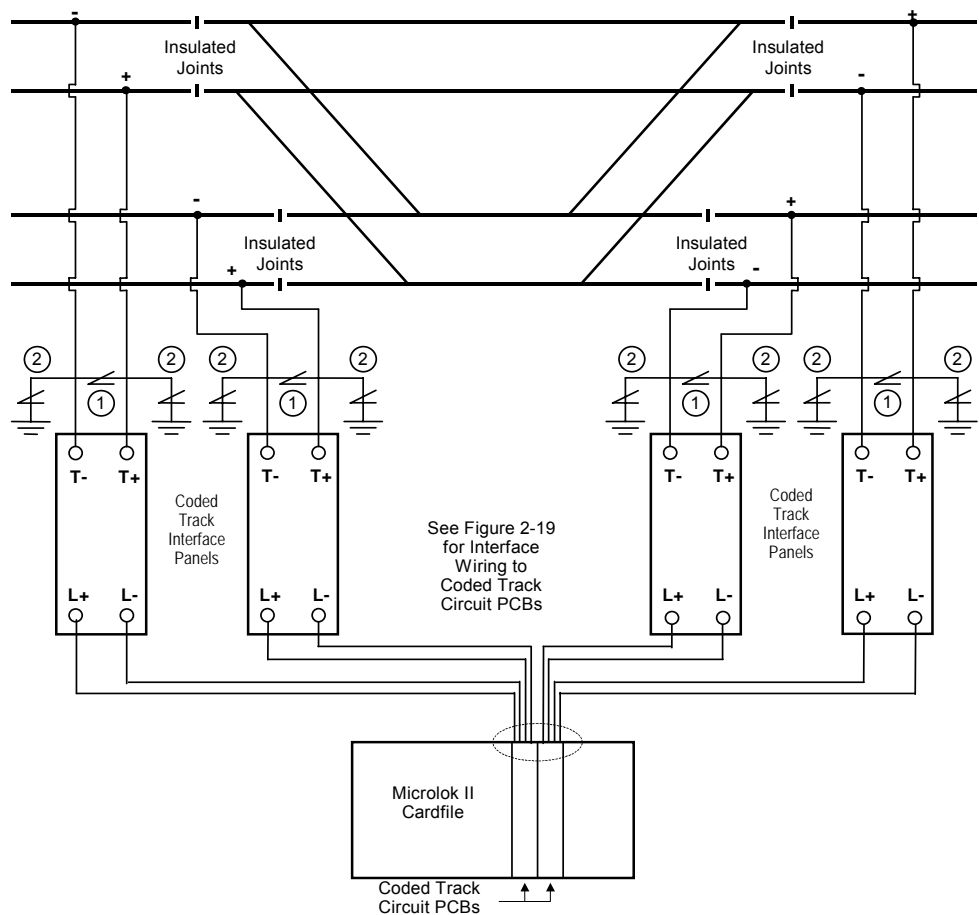 - +
Insulated
Joints
Insulated
Joints
+ -
- +
Insulated
Joints
Insulated
Joints
+ -
2 2 2 2 2 2 2 2
1 1 1 1
T- T+ T- T+ T- T+ T- T+
Coded
Track
Interface
Panels
See Figure 2-19
for Interface
Wiring to
Coded Track
Circuit PCBs
Coded
Track
Interface
Panels
L+ L- L+ L- L+ L- L+ L-
Microlok II
Cardfile
Coded Track
Circuit PCBs